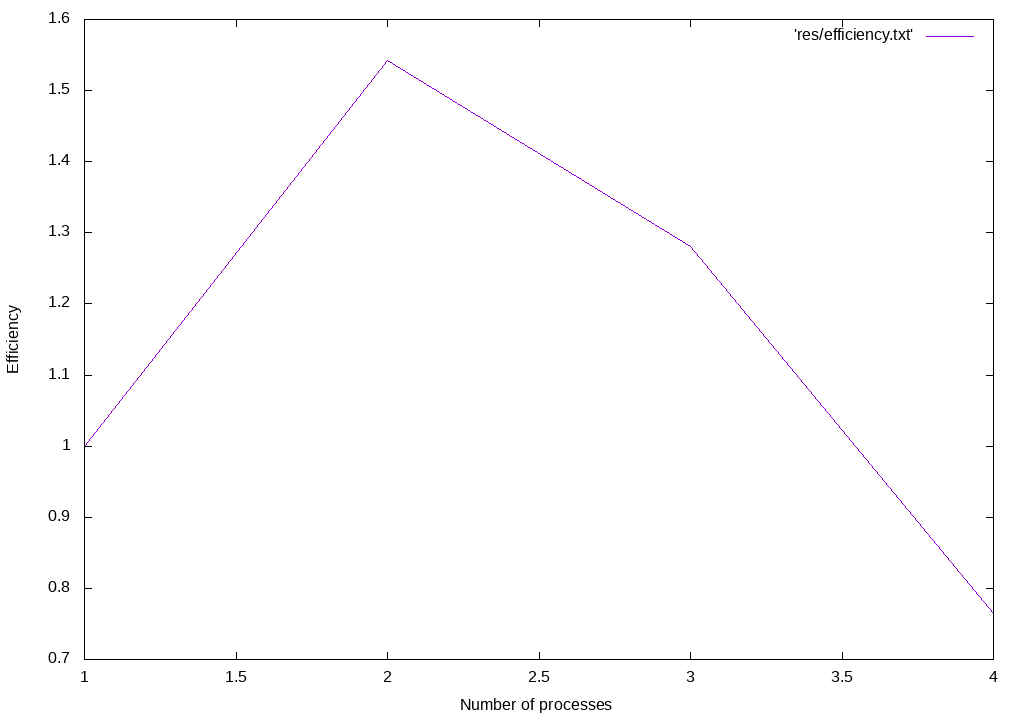 1.6
'res/efficiency.txt'
1.5
1.4
1.3
1.2
1.1
1
0.9
0.8
0.7
Efficiency
1 1.5 2 2.5 3 3.5 4
Number of processes